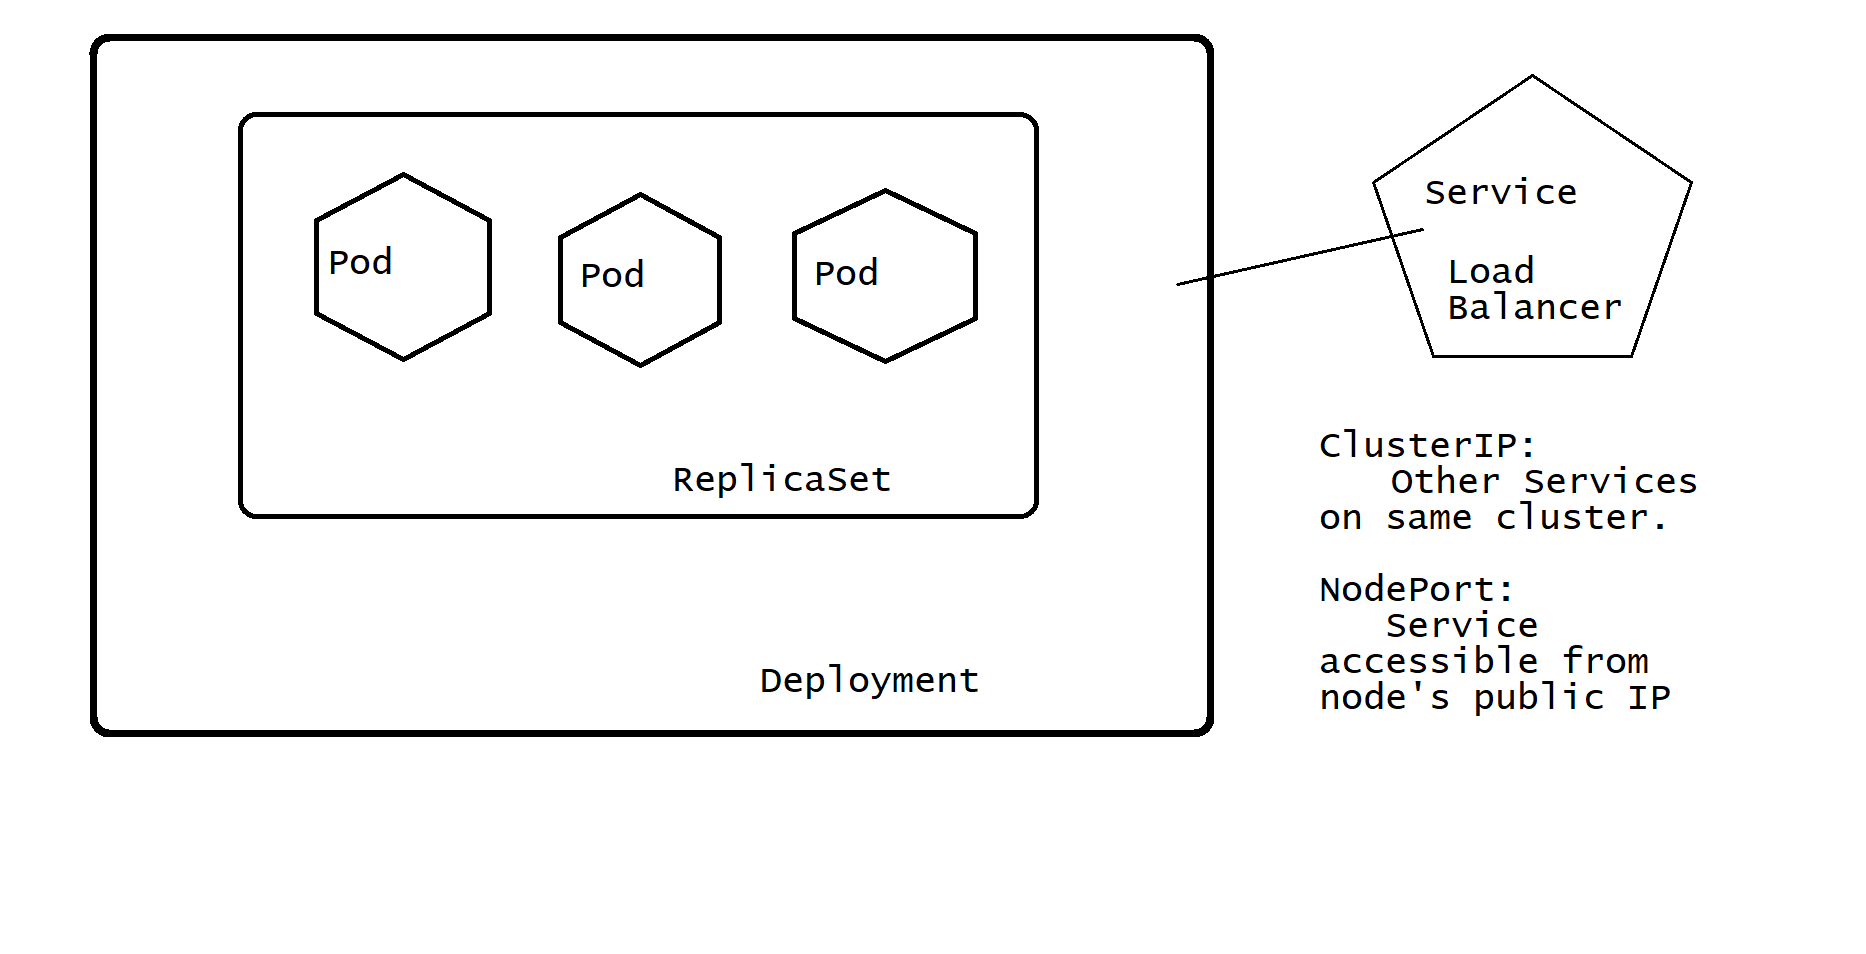 Pod
Pod
Pod
ReplicaSet
Deployment
Service
Load
Balancer
ClusterIP:
Other Services
on same cluster.
NodePort:
Service
accessible from
node's public IP